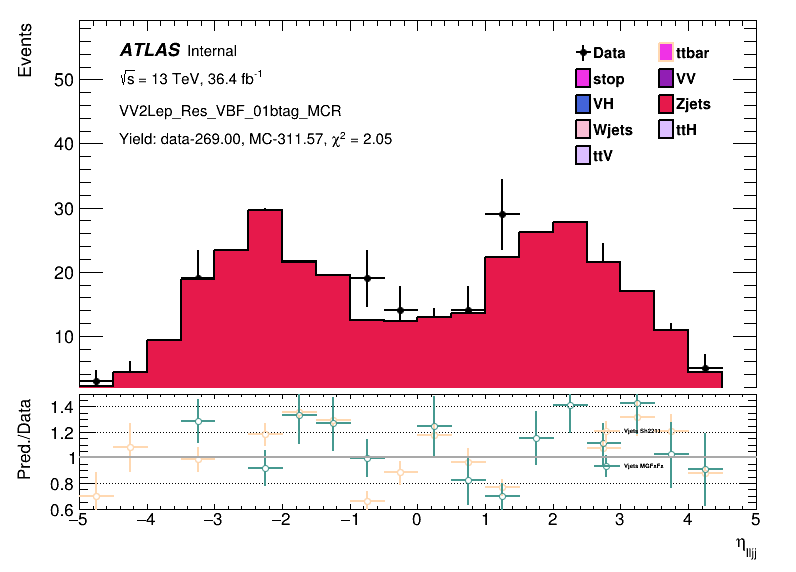 Events
ATLAS Internal
√s = 13 TeV, 36.4 fb⁻¹
VV2Lep_Res_VBF_01btag_MCR
Yield: data-269.00, MC-311.57, χ² = 2.05
Data
ttbar
stop
VV
VH
Zjets
Wjets
ttH
ttV
50
40
30
20
10
Pred./Data
1.4
1.2
1
0.8
0.6
Vjets Sh2211
Vjets MGFxFx
−5 −4 −3 −2 −1 0 1 2 3 4 5
η lljj